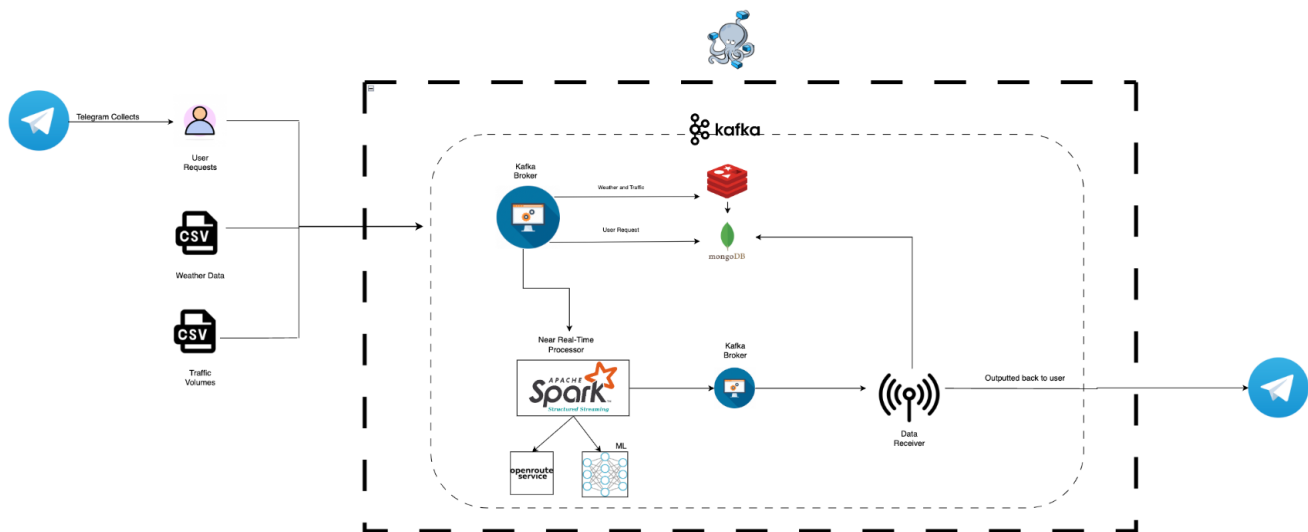 kafka
Telegram Collects
User
Requests
Kafka
Broker
Weather and Traffic
CSV
User Request
mongoDB
Weather Data
CSV
Near Real-Time
Processor
Kafka
Broker
Traffic
Volumes
APACHE
Spark
Structured Streaming
Outputted back to user
Data
Receiver
ML
openroute
service